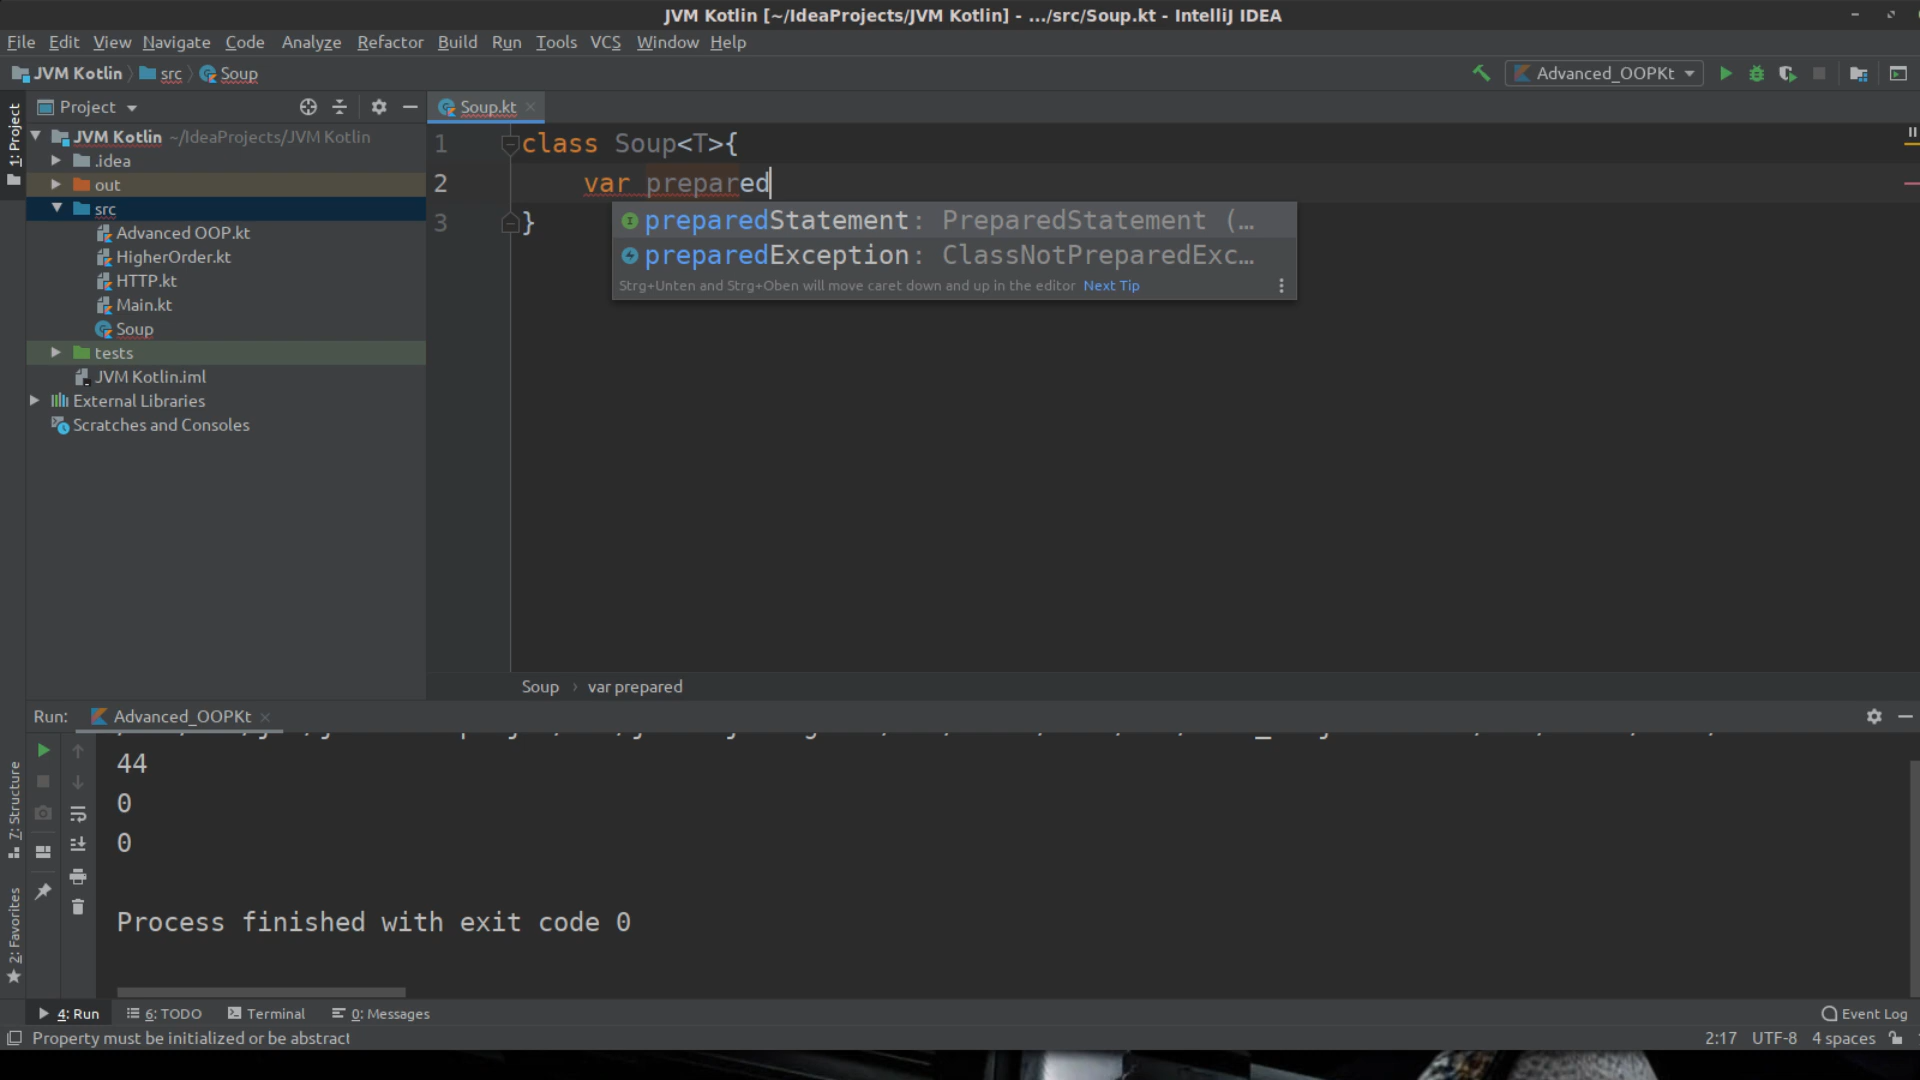 JVM Kotlin [~/IdeaProjects/JVM Kotlin] - .../src/Soup.kt - IntelliJ IDEA
File Edit View Navigate Code Analyze Refactor Build Run Tools VCS Window Help
JVM Kotlin src Soup
Advanced_OOPKt
1: Project
Project
Soup.kt
JVM Kotlin ~/IdeaProjects/JVM Kotlin
.idea
out
src
Advanced OOP.kt
HigherOrder.kt
HTTP.kt
Main.kt
Soup
tests
JVM Kotlin.iml
External Libraries
Scratches and Consoles
1 class Soup<T>{
2 var prepared
3 }
preparedStatement: PreparedStatement (…
preparedException: ClassNotPreparedExc…
Strg+Unten and Strg+Oben will move caret down and up in the editor Next Tip
Soup › var prepared
Run: Advanced_OOPKt
44
0
0
Process finished with exit code 0
7: Structure
2: Favorites
4: Run 6: TODO Terminal 0: Messages Event Log
Property must be initialized or be abstract 2:17 UTF-8 4 spaces